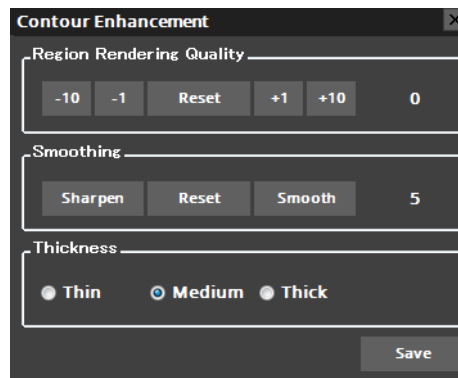 Contour Enhancement
Region Rendering Quality
-10 -1 Reset +1 +10 0
Smoothing
Sharpen Reset Smooth 5
Thickness
Thin Medium Thick
Save